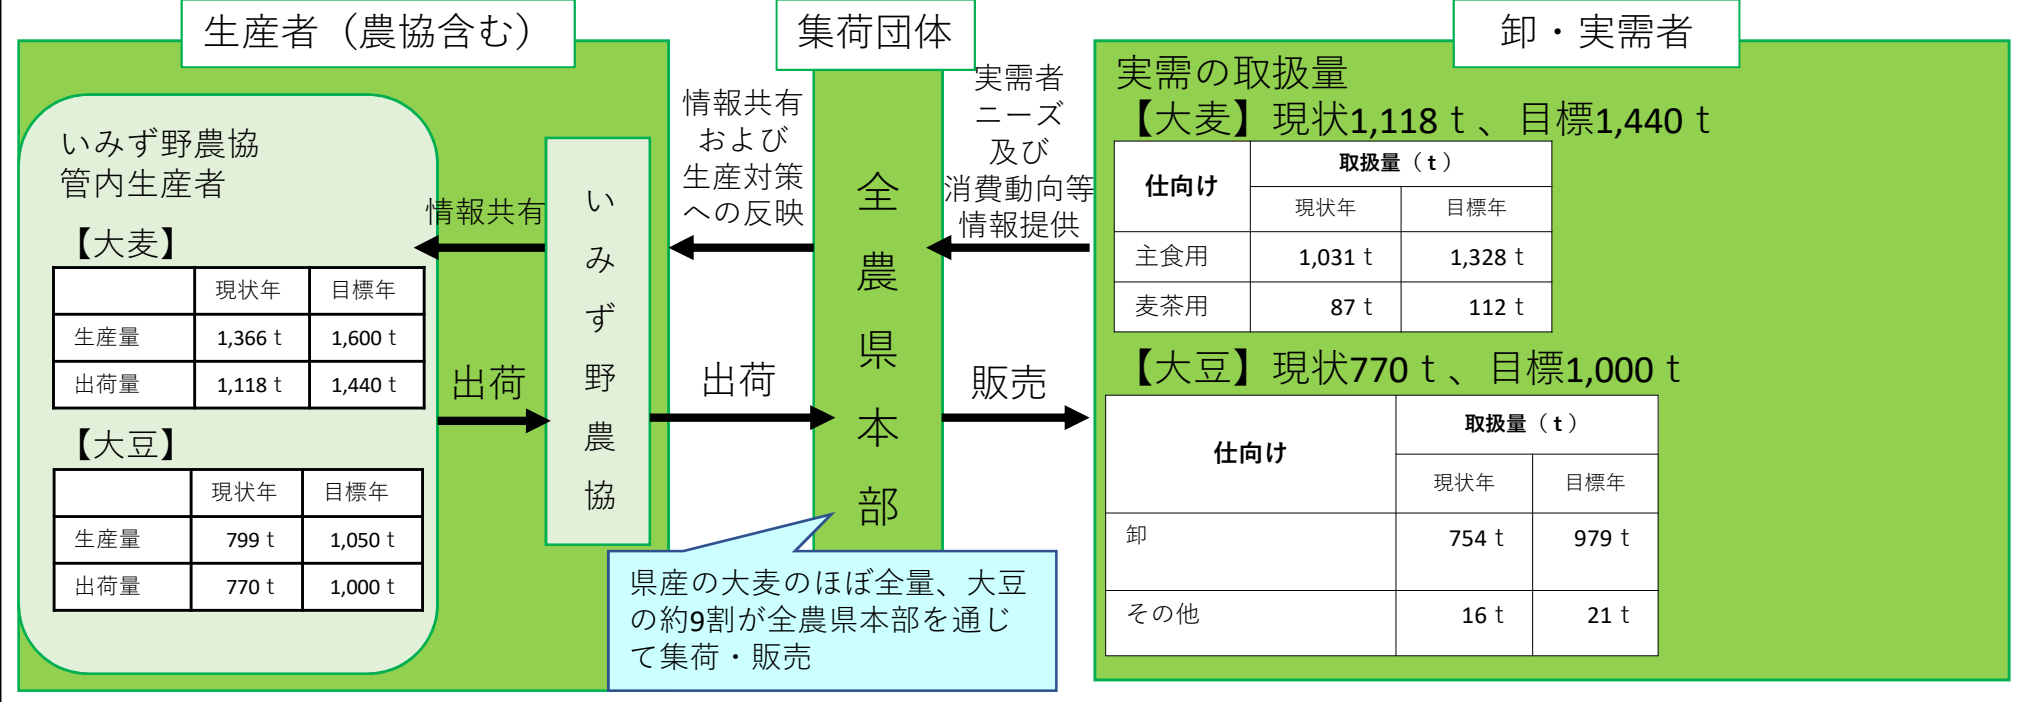 生産者（農協含む）
いみず野農協
管内生産者
【大麦】
現状年 目標年
生産量 1,366ｔ 1,600ｔ
出荷量 1,118ｔ 1,440ｔ
【大豆】
現状年 目標年
生産量 799ｔ 1,050ｔ
出荷量 770ｔ 1,000ｔ
情報共有
出荷
いみず野農協
情報共有
および
生産対策
への反映
出荷
集荷団体
全農県本部
県産の大麦のほぼ全量、大豆
の約9割が全農県本部を通じ
て集荷・販売
実需者
ニーズ
及び
消費動向等
情報提供
販売
卸・実需者
実需の取扱量
【大麦】現状1,118ｔ、目標1,440ｔ
仕向け 取扱量（ｔ）
現状年 目標年
主食用 1,031ｔ 1,328ｔ
麦茶用 87ｔ 112ｔ
【大豆】現状770ｔ、目標1,000ｔ
仕向け 取扱量（ｔ）
現状年 目標年
卸 754ｔ 979ｔ
その他 16ｔ 21ｔ